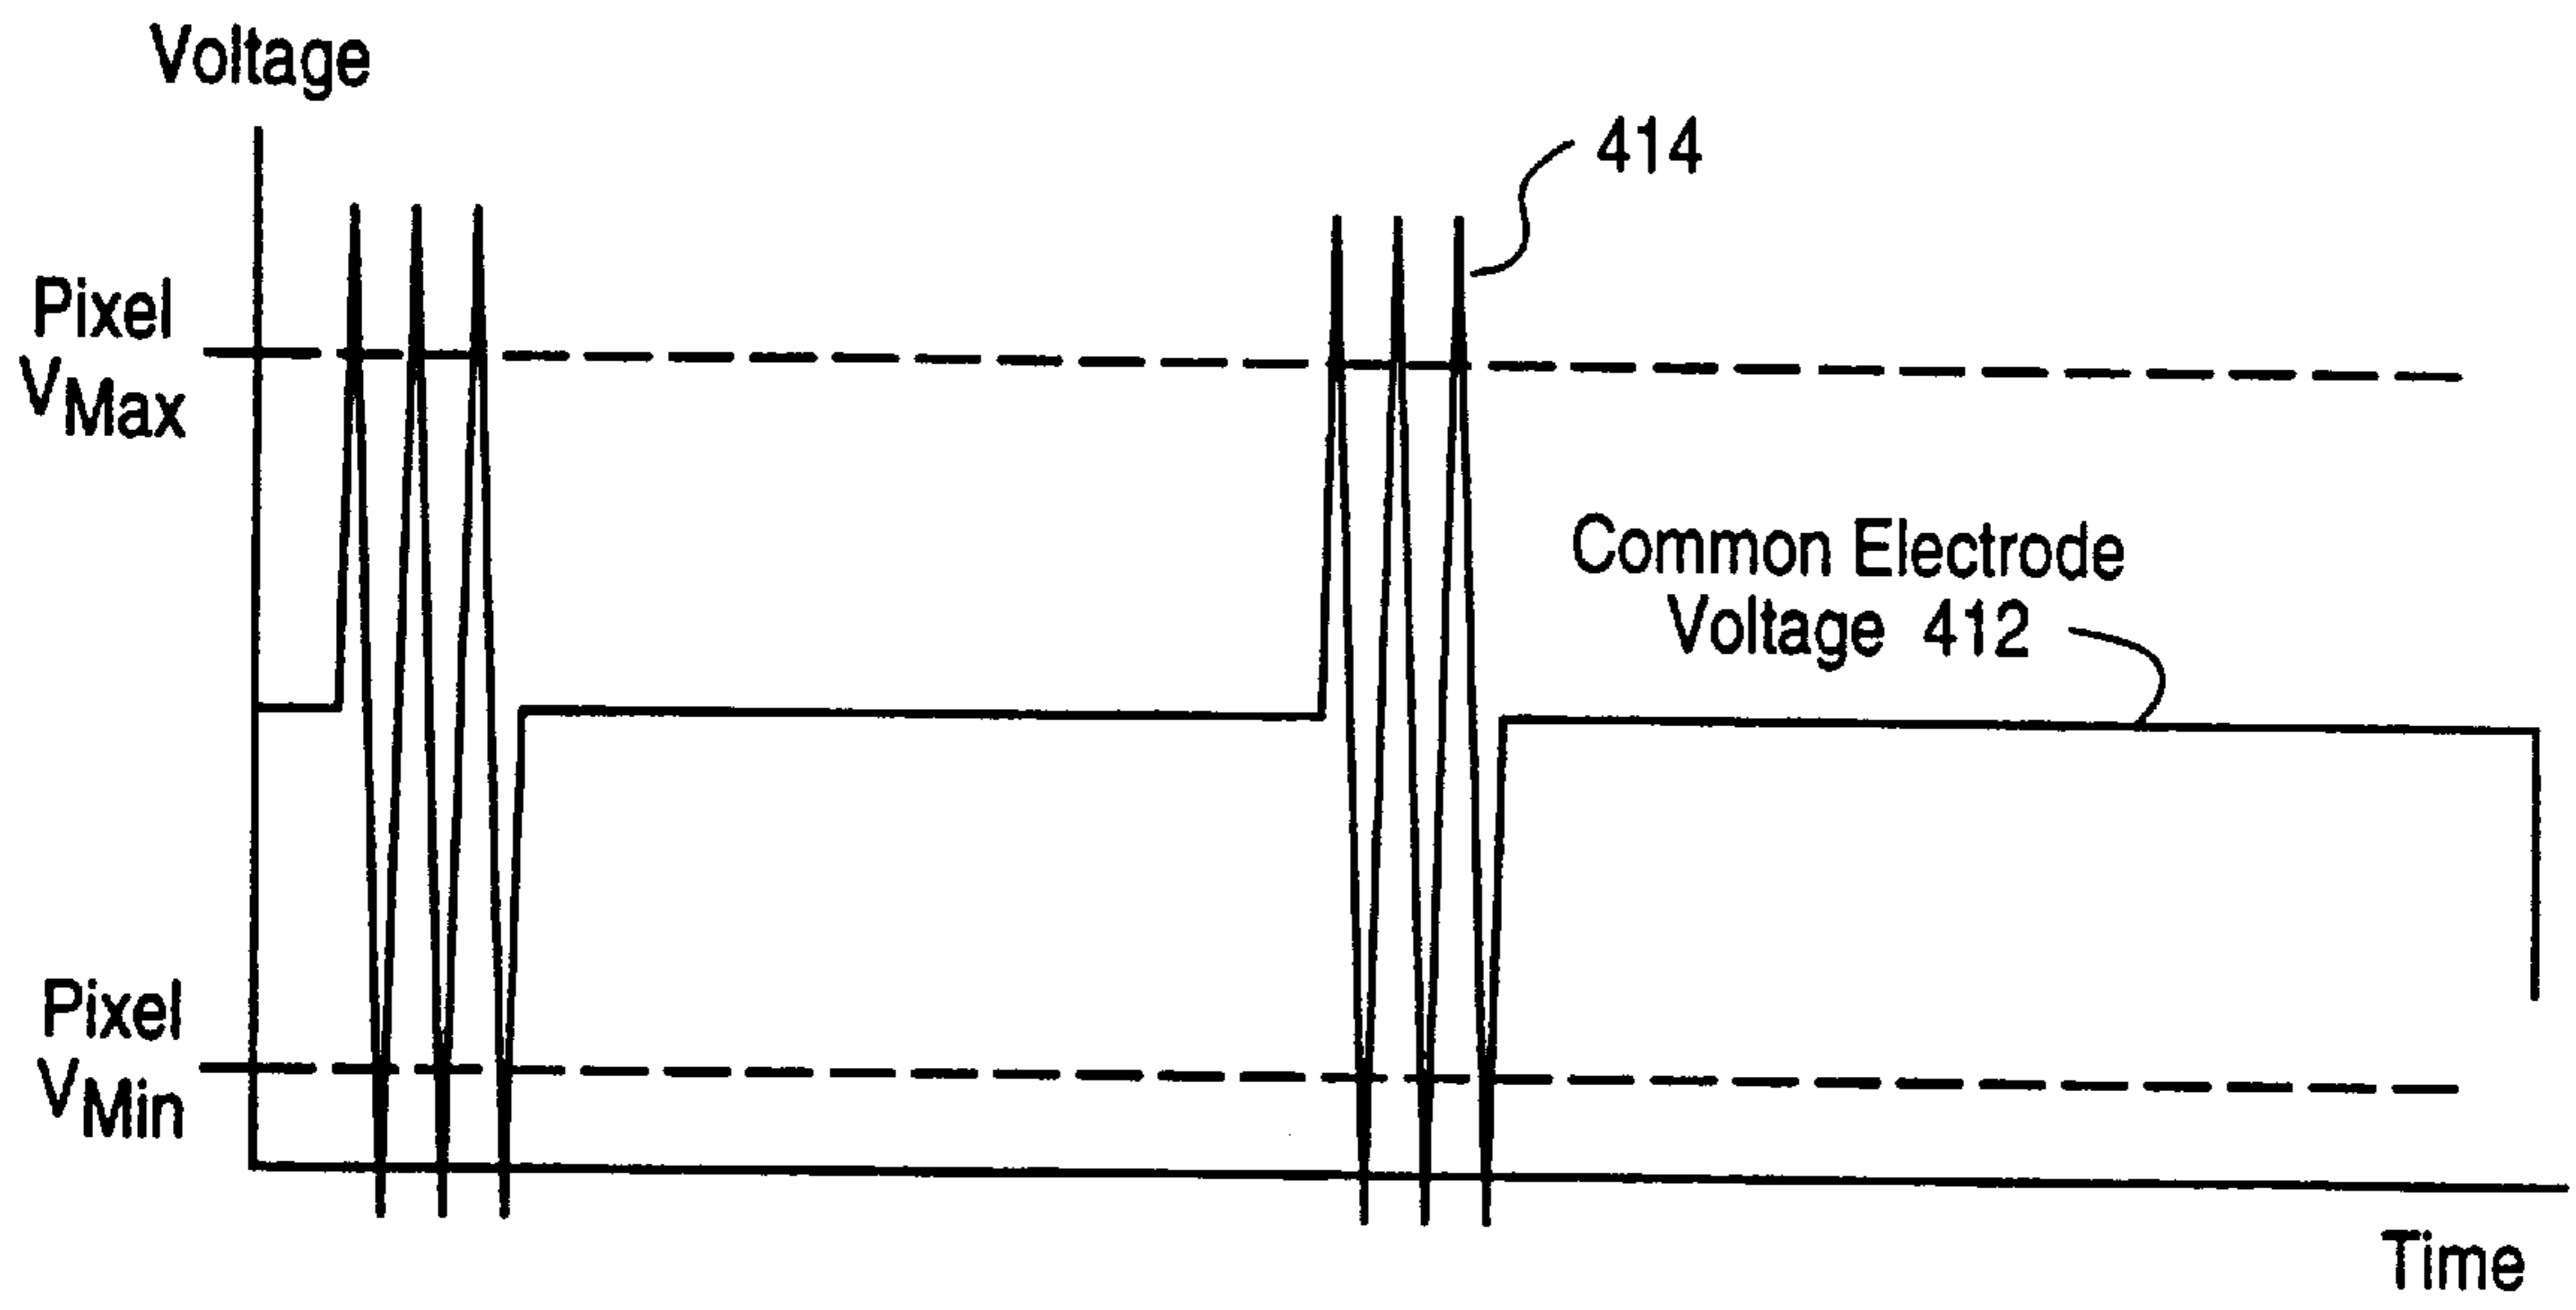 Voltage
414
Pixel
VMax
Common Electrode
Voltage 412
Pixel
VMin
Time